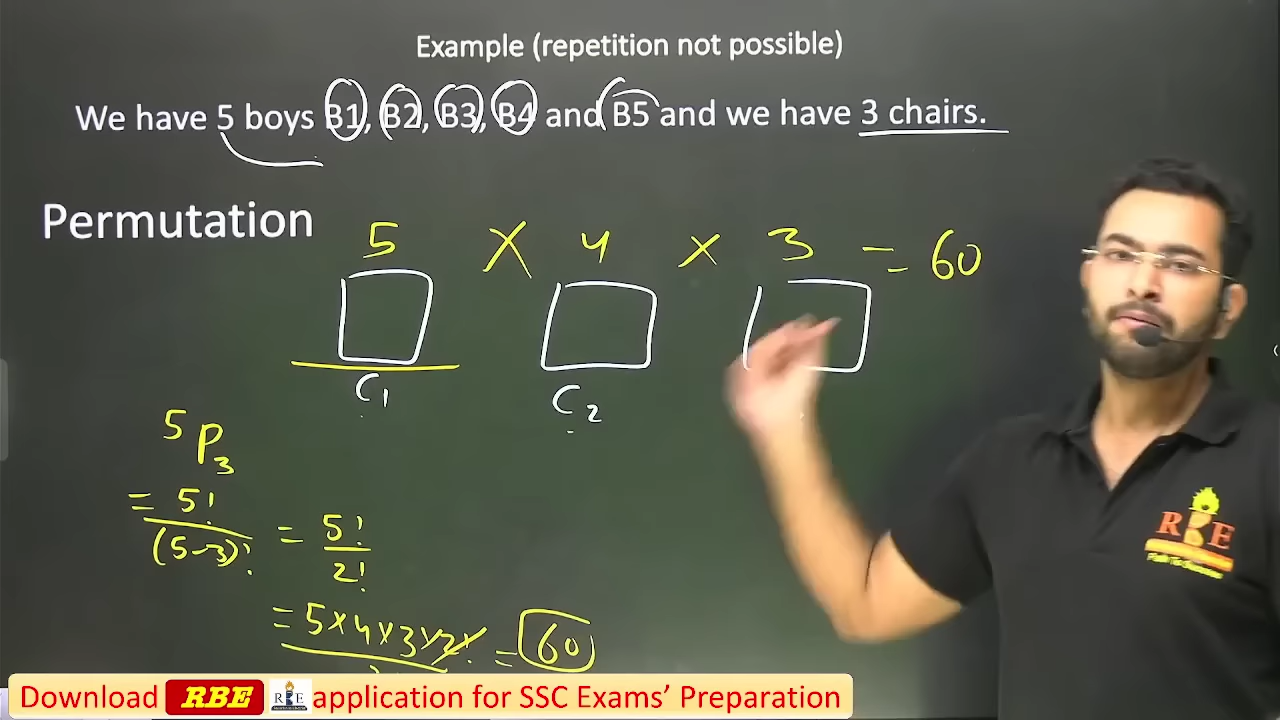 Example (repetition not possible)
We have 5 boys B1, B2, B3, B4 and B5 and we have 3 chairs.
Permutation
5 X 4 x 3 = 60
C1 C2
⁵P₃
= 5! / (5-3)! = 5! / 2!
= 5x4x3x2! = 60
RBE
Download RBE RBE application for SSC Exams' Preparation